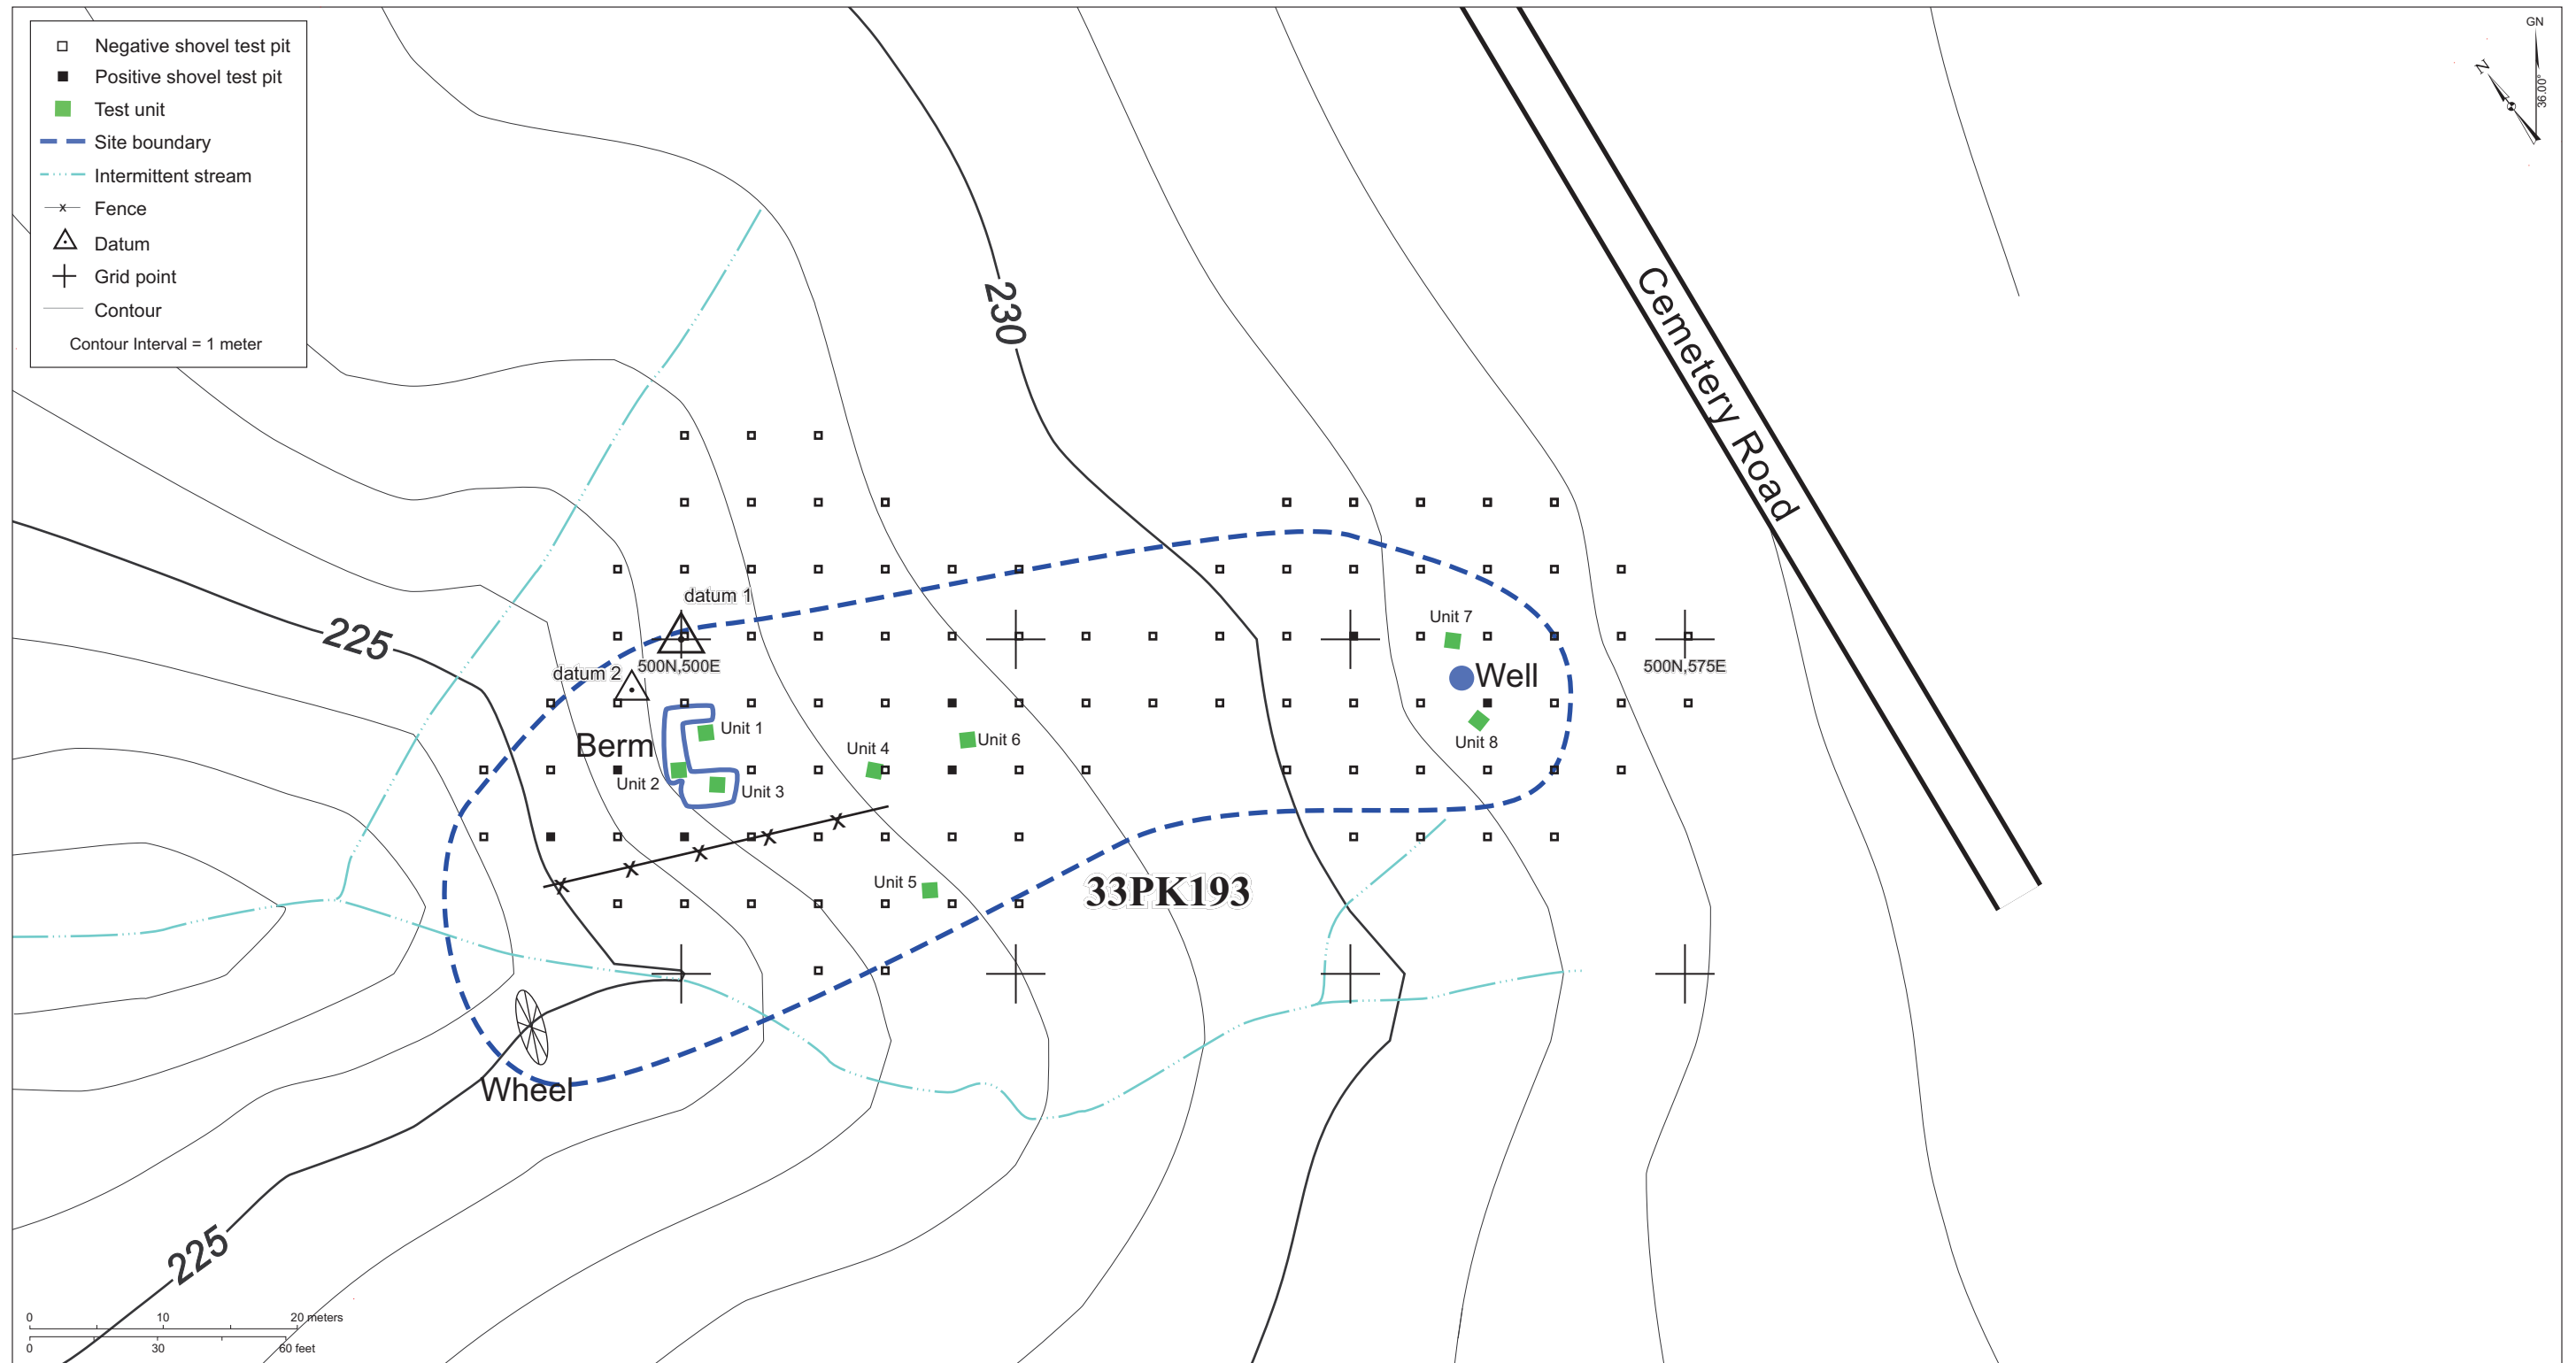 Negative shovel test pit
Positive shovel test pit
Test unit
Site boundary
Intermittent stream
x Fence
Datum
Grid point
Contour
Contour Interval = 1 meter
GN
N
36.00°
230
Cemetery Road
datum 1
500N,500E
datum 2
225
Unit 7
Well
500N,575E
Unit 8
Berm
Unit 1
Unit 2
Unit 3
Unit 4
Unit 6
X X X X X
Unit 5
33PK193
Wheel
225
0 10 20 meters
0 30 60 feet